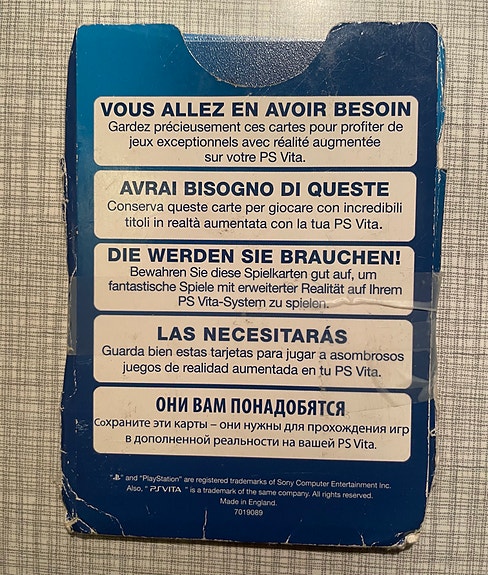 VOUS ALLEZ EN AVOIR BESOIN
Gardez précieusement ces cartes pour profiter de
jeux exceptionnels avec réalité augmentée
sur votre PS Vita.
AVRAI BISOGNO DI QUESTE
Conserva queste carte per giocare con incredibili
titoli in realtà aumentata con la tua PS Vita.
DIE WERDEN SIE BRAUCHEN!
Bewahren Sie diese Spielkarten gut auf, um
fantastische Spiele mit erweiterter Realität auf Ihrem
PS Vita-System zu spielen.
LAS NECESITARÁS
Guarda bien estas tarjetas para jugar a asombrosos
juegos de realidad aumentada en tu PS Vita.
ОНИ ВАМ ПОНАДОБЯТСЯ
Сохраните эти карты – они нужны для прохождения игр
в дополненной реальности на вашей PS Vita.
" " and "PlayStation" are registered trademarks of Sony Computer Entertainment Inc.
Also, " PSVITA " is a trademark of the same company. All rights reserved.
Made in England.
7019089